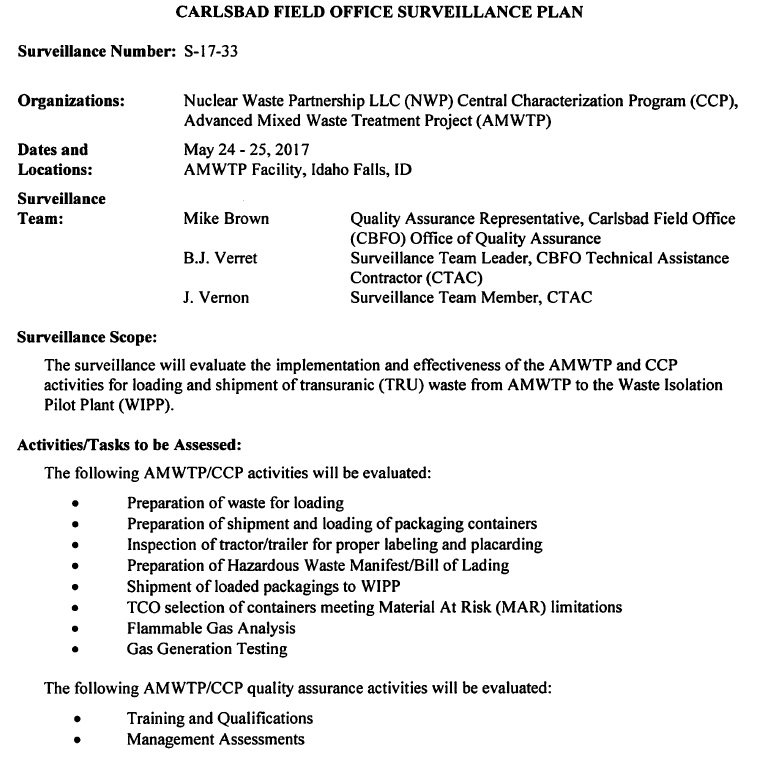 CARLSBAD FIELD OFFICE SURVEILLANCE PLAN
Surveillance Number: S-17-33
Organizations: Nuclear Waste Partnership LLC (NWP) Central Characterization Program (CCP),
Advanced Mixed Waste Treatment Project (AMWTP)
Dates and May 24 - 25, 2017
Locations: AMWTP Facility, Idaho Falls, ID
Surveillance
Team: Mike Brown Quality Assurance Representative, Carlsbad Field Office
(CBFO) Office of Quality Assurance
B.J. Verret Surveillance Team Leader, CBFO Technical Assistance
Contractor (CTAC)
J. Vernon Surveillance Team Member, CTAC
Surveillance Scope:
The surveillance will evaluate the implementation and effectiveness of the AMWTP and CCP
activities for loading and shipment of transuranic (TRU) waste from AMWTP to the Waste Isolation
Pilot Plant (WIPP).
Activities/Tasks to be Assessed:
The following AMWTP/CCP activities will be evaluated:
• Preparation of waste for loading
• Preparation of shipment and loading of packaging containers
• Inspection of tractor/trailer for proper labeling and placarding
• Preparation of Hazardous Waste Manifest/Bill of Lading
• Shipment of loaded packagings to WIPP
• TCO selection of containers meeting Material At Risk (MAR) limitations
• Flammable Gas Analysis
• Gas Generation Testing
The following AMWTP/CCP quality assurance activities will be evaluated:
• Training and Qualifications
• Management Assessments